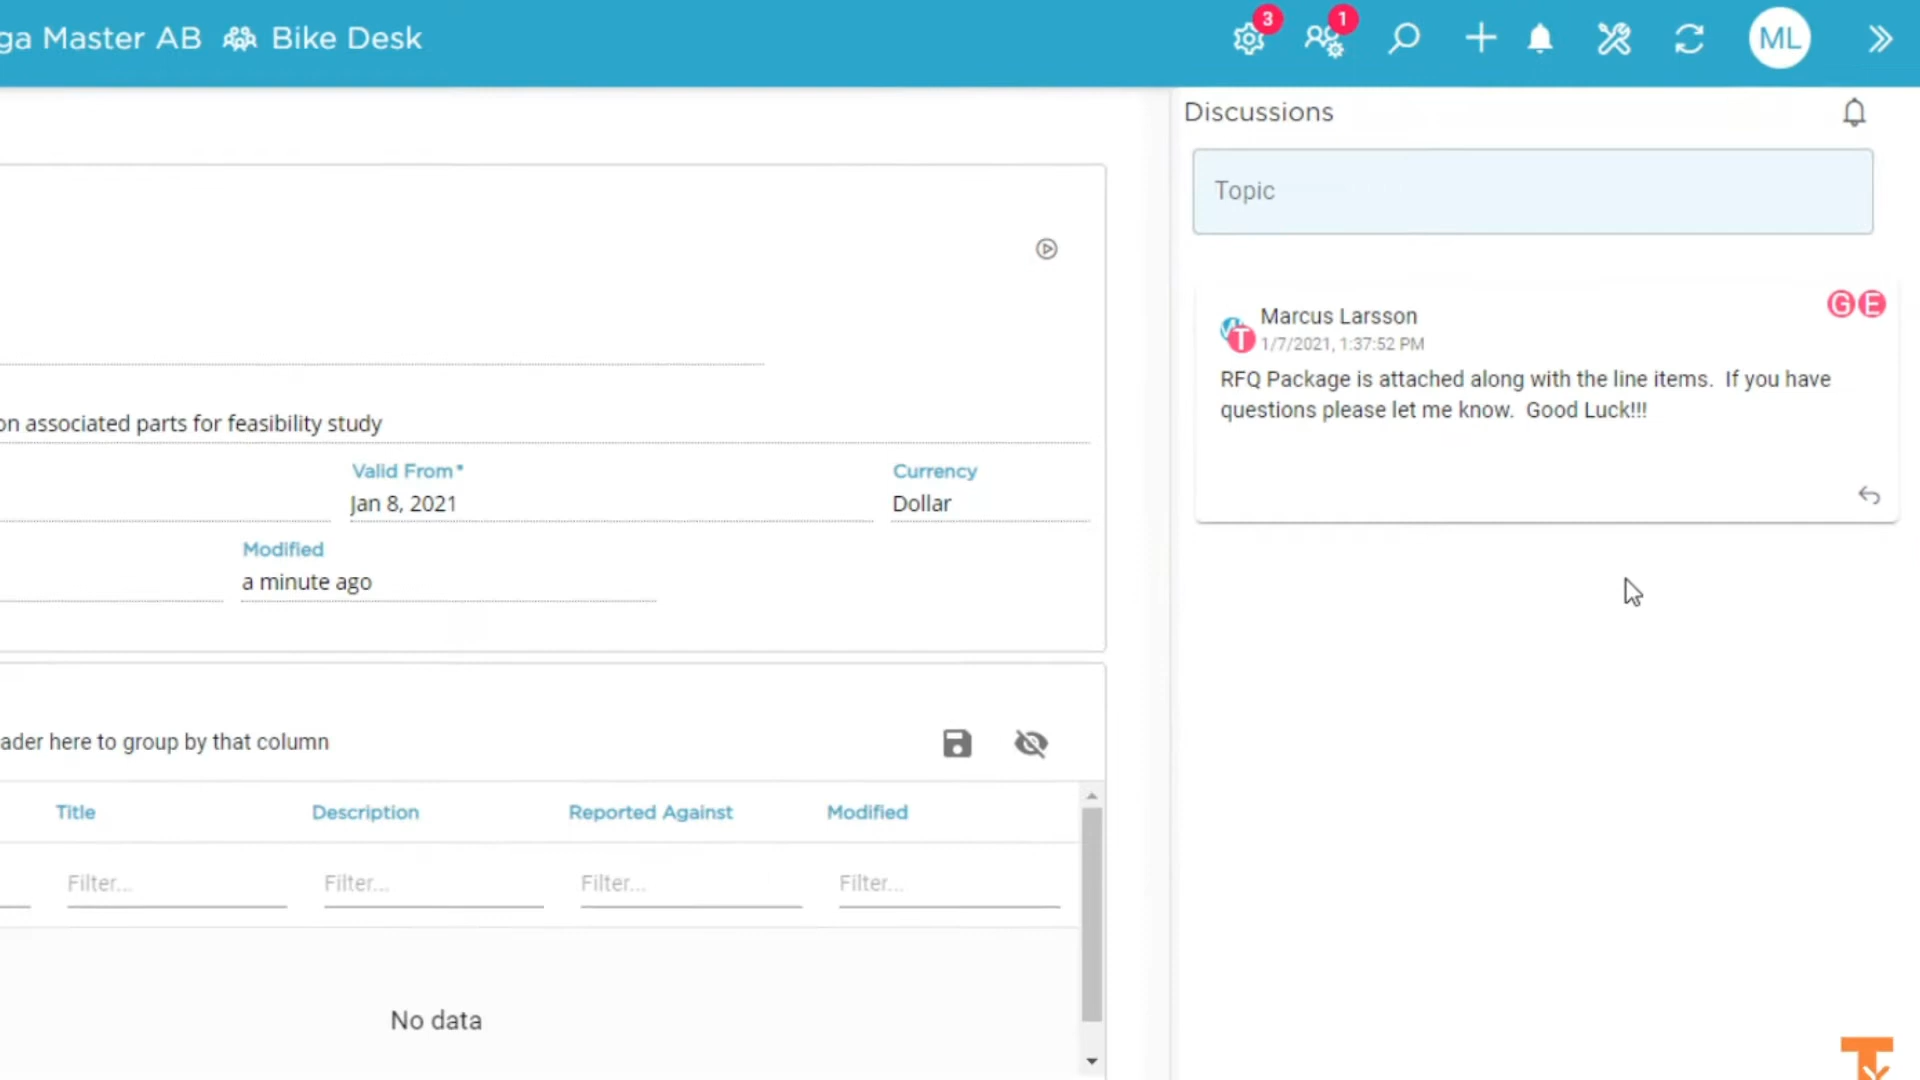 ga Master AB Bike Desk
3
1
ML
Discussions
Topic
Marcus Larsson
G E
T
1/7/2021, 1:37:52 PM
RFQ Package is attached along with the line items. If you have
questions please let me know. Good Luck!!!
on associated parts for feasibility study
Valid From*
Currency
Jan 8, 2021
Dollar
Modified
a minute ago
ader here to group by that column
Title Description Reported Against Modified
Filter... Filter... Filter... Filter...
No data